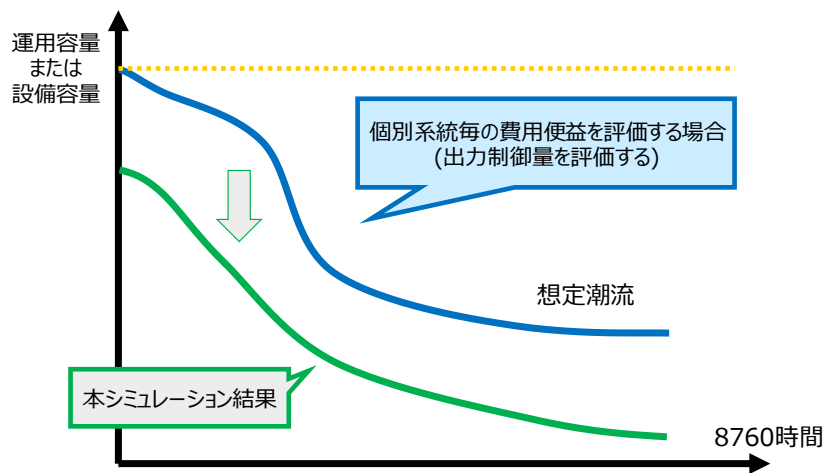 運用容量
または
設備容量
個別系統毎の費用便益を評価する場合
(出力制御量を評価する)
想定潮流
本シミュレーション結果
8760時間